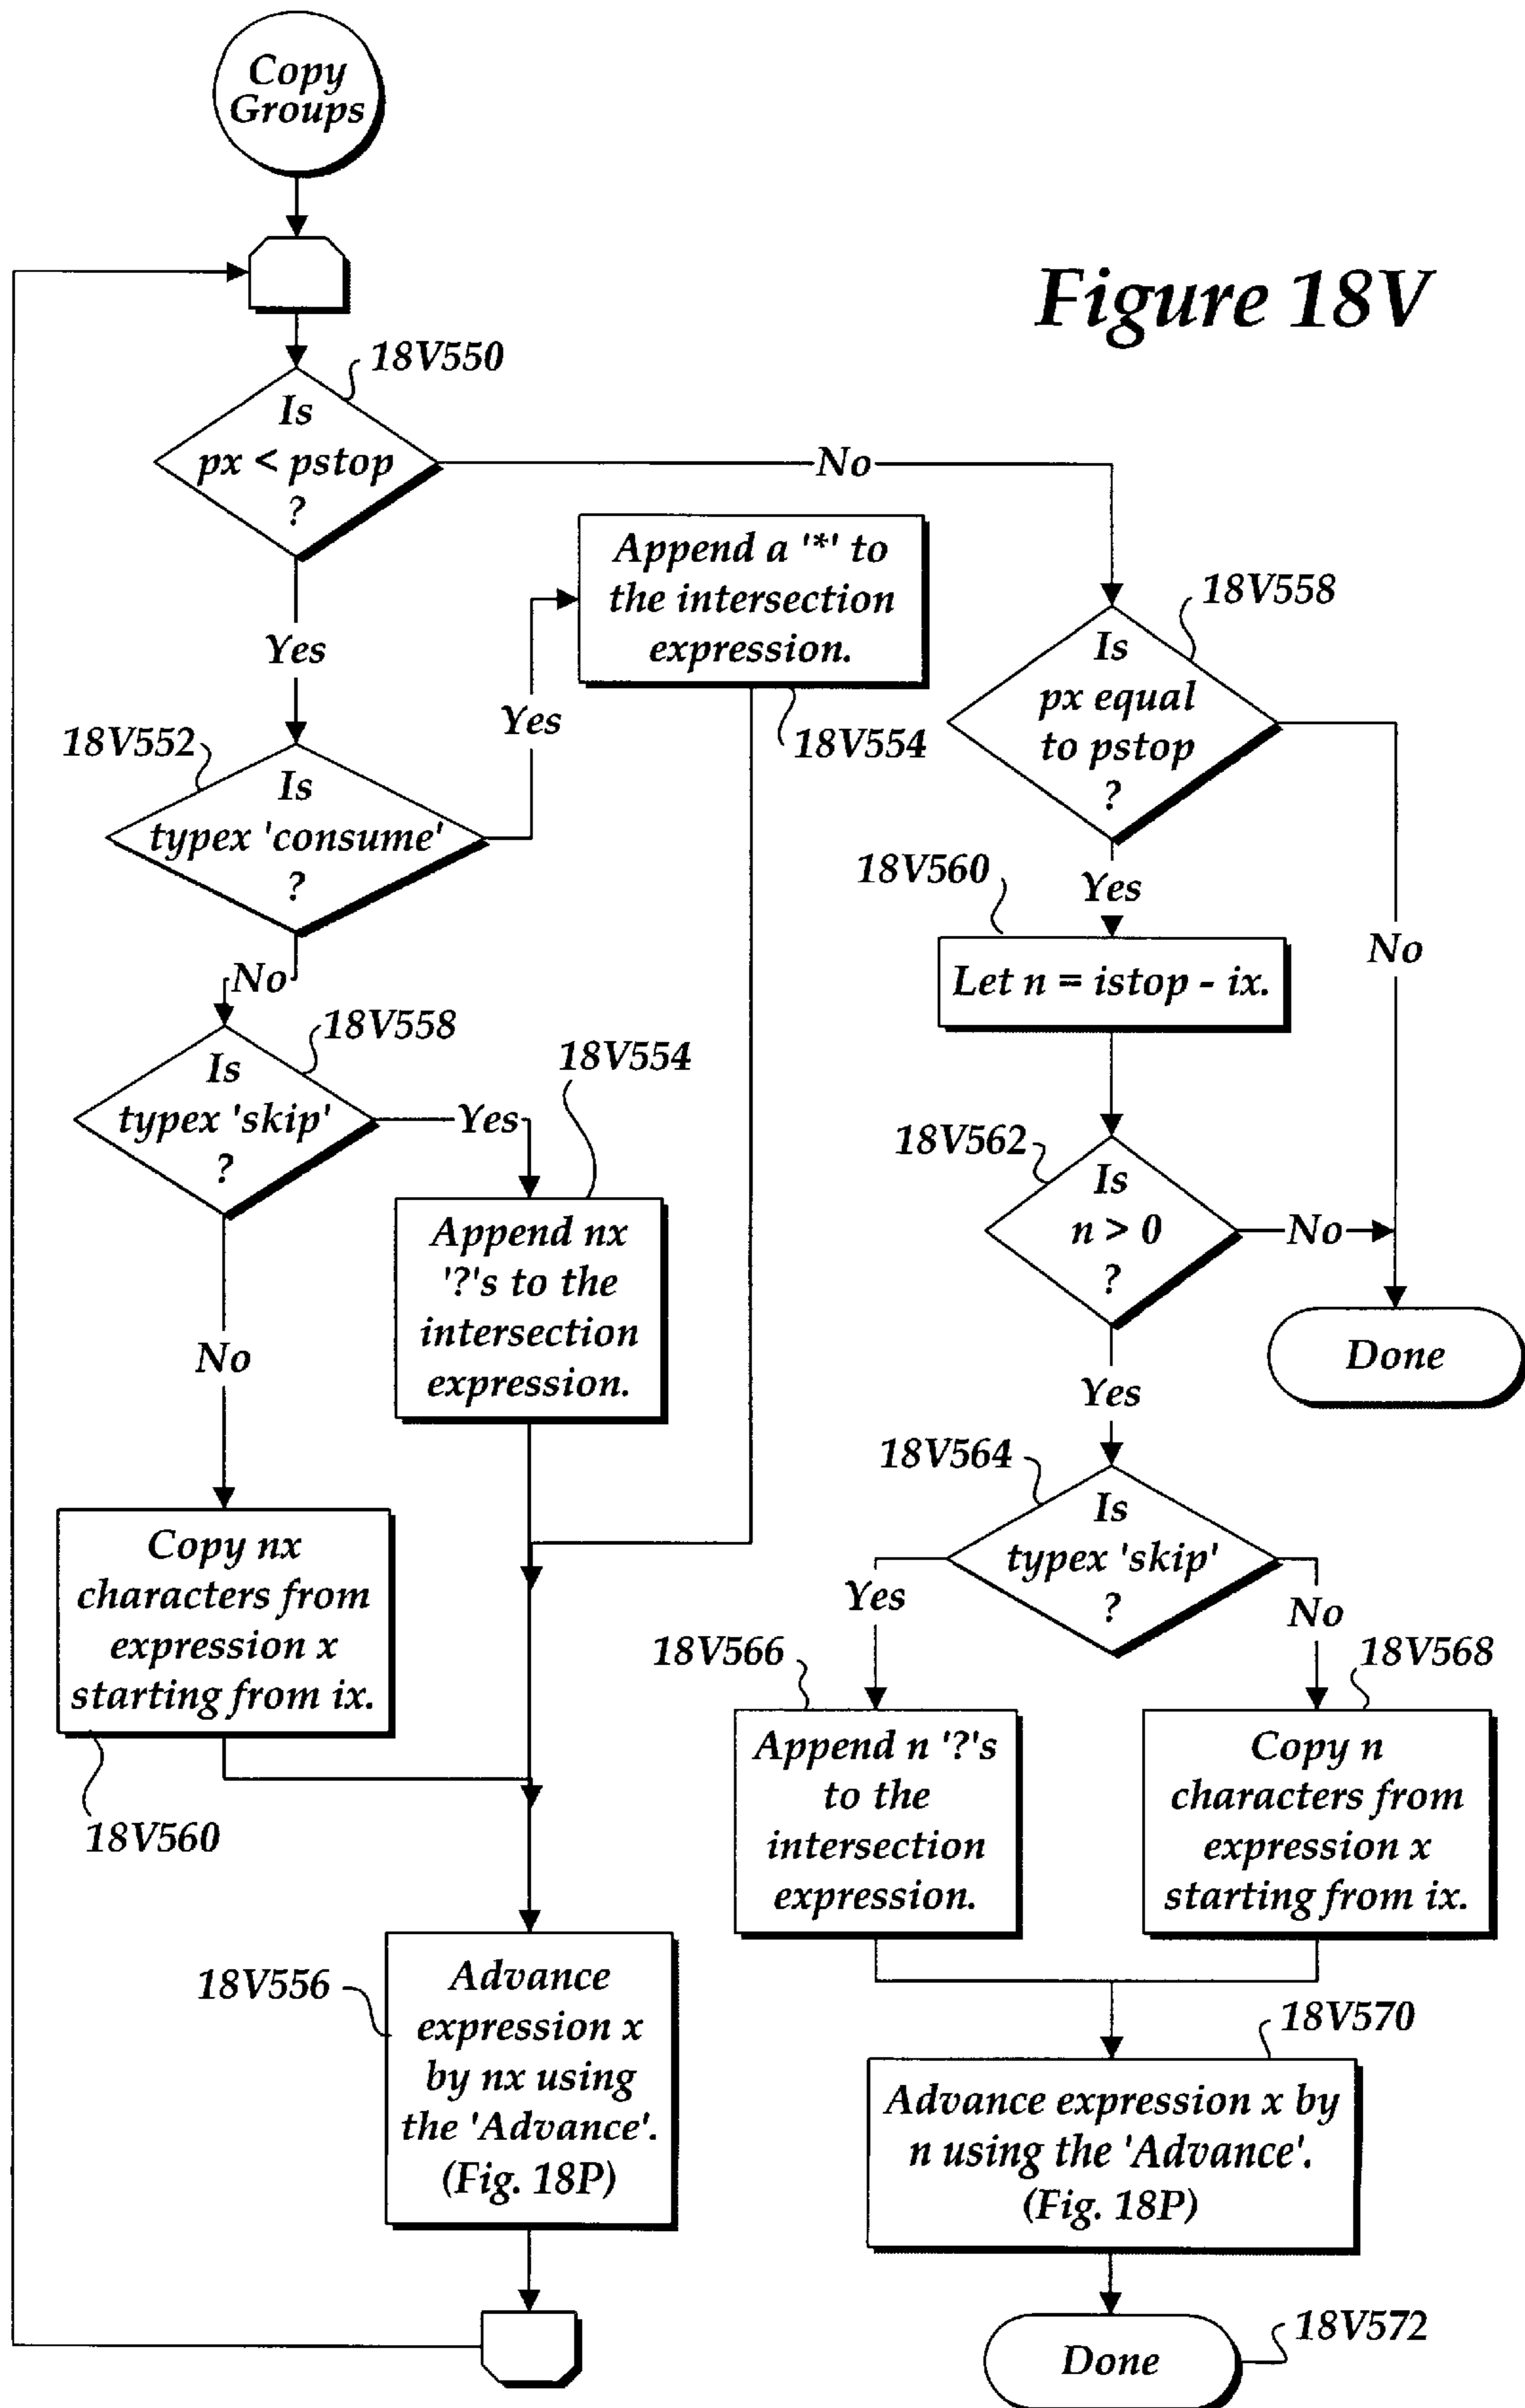 Copy
Groups
Figure 18V
18V550
Is
px < pstop
?
No
Yes
Append a '*' to
the intersection
expression.
18V554
Yes
18V552
Is
typex 'consume'
?
No
18V558
Is
typex 'skip'
?
Yes
18V554
Append nx
'?'s to the
intersection
expression.
No
Copy nx
characters from
expression x
starting from ix.
18V560
18V556
Advance
expression x
by nx using
the 'Advance'.
(Fig. 18P)
18V558
Is
px equal
to pstop
?
No
Yes
18V560
Let n = istop - ix.
18V562
Is
n > 0
?
No
Done
Yes
18V564
Is
typex 'skip'
?
Yes
No
18V566
Append n '?'s
to the
intersection
expression.
18V568
Copy n
characters from
expression x
starting from ix.
18V570
Advance expression x by
n using the 'Advance'.
(Fig. 18P)
Done
18V572